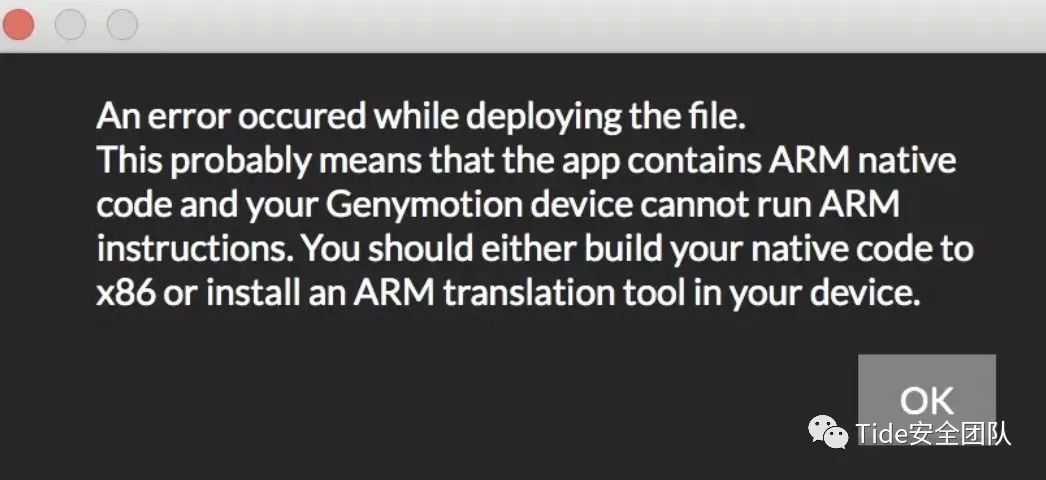 An error occured while deploying the file.
This probably means that the app contains ARM native
code and your Genymotion device cannot run ARM
instructions. You should either build your native code to
x86 or install an ARM translation tool in your device.
OK
Tide安全团队